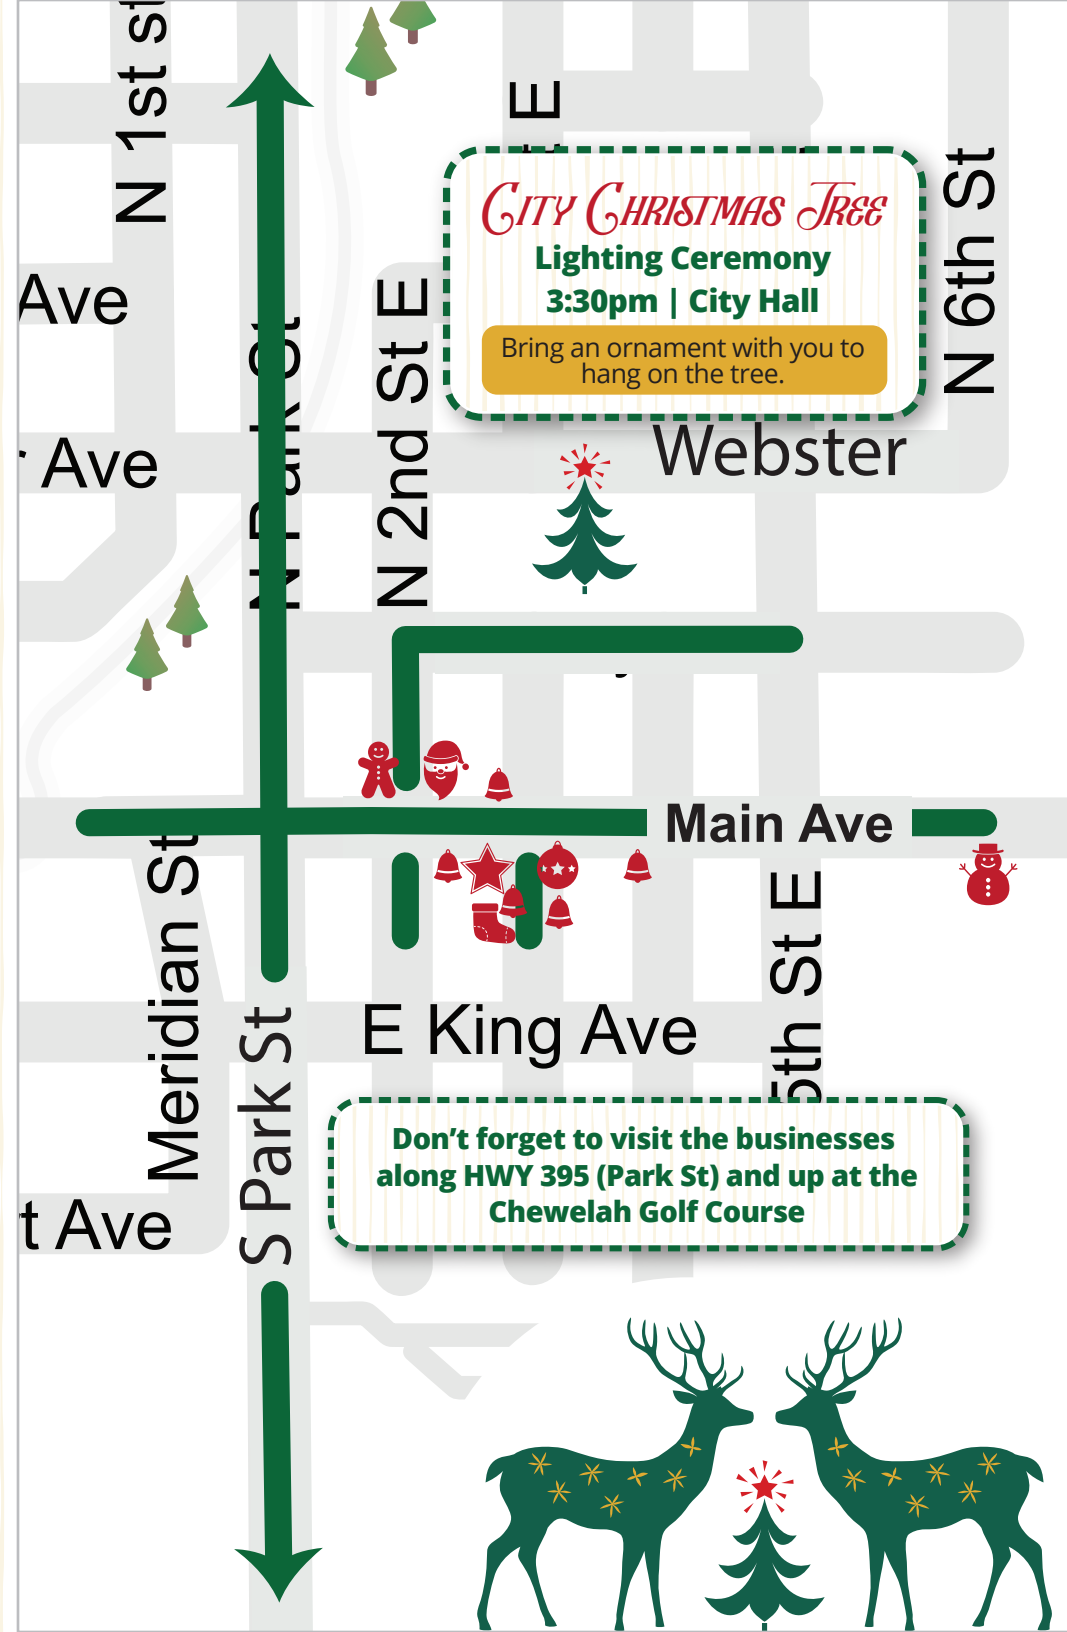 N 1st st
E
N 6th St
City Christmas Tree
Lighting Ceremony
3:30pm | City Hall
Bring an ornament with you to
hang on the tree.
Ave
N Park St
N 2nd St E
Webster
Ave
Main Ave
Meridian St
5th St E
S Park St
E King Ave
Don't forget to visit the businesses
along HWY 395 (Park St) and up at the
Chewelah Golf Course
t Ave